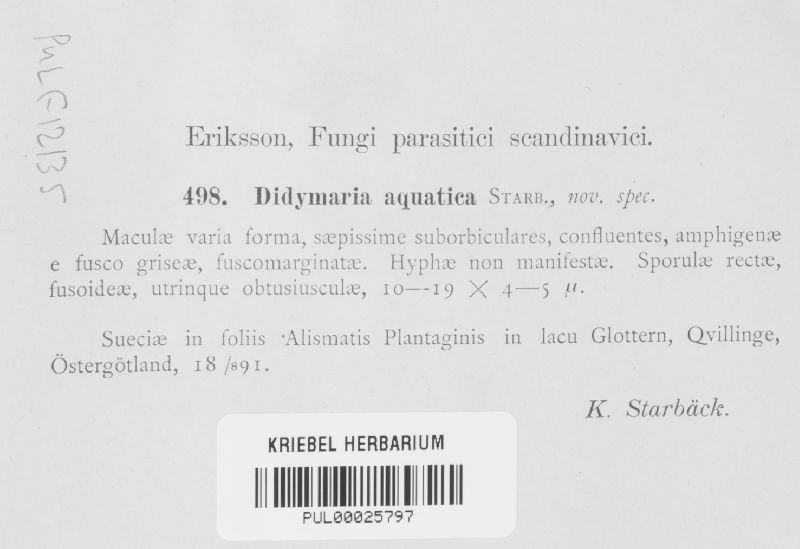 PUL F12135
Eriksson, Fungi parasitici scandinavici.
498. Didymaria aquatica STARB., nov. spec.
Maculæ varia forma, sæpissime suborbiculares, confluentes, amphigenæ
e fusco griseæ, fuscomarginatæ. Hyphæ non manifestæ. Sporulæ rectæ,
fusoideæ, utrinque obtusiusculæ, 10—-19 × 4—5 μ.
Sueciæ in foliis Alismatis Plantaginis in lacu Glottern, Qvillinge,
Östergötland, 18 /891.
K. Starbäck.
KRIEBEL HERBARIUM
PUL00025797